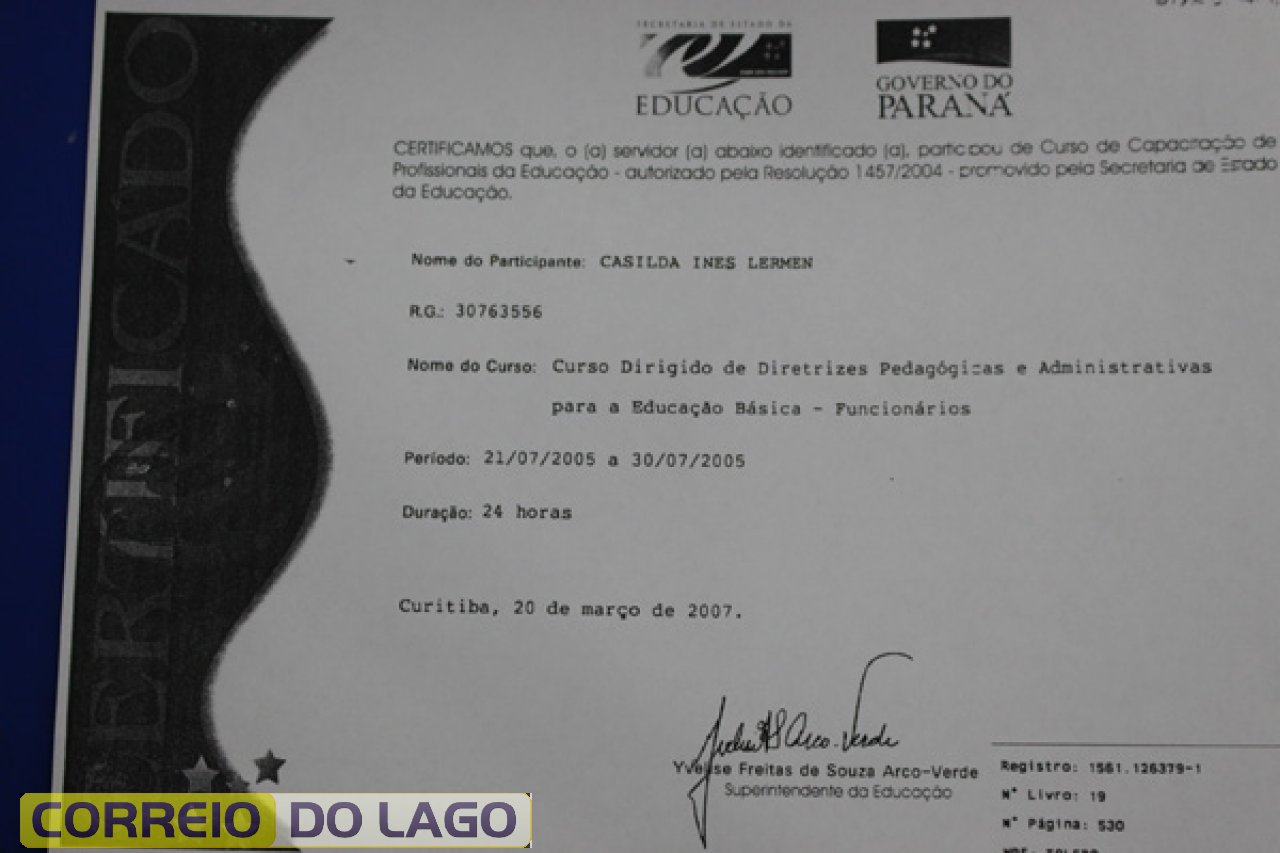 CERTIFICADO
SECRETARIA DE ESTADO DA
EDUCAÇÃO
GOVERNO DO
PARANÁ
CERTIFICAMOS que, o (a) servidor (a) abaixo identificado (a), participou de Curso de Capacitação de
Profissionais da Educação - autorizado pela Resolução 1457/2004 - promovido pela Secretaria de Estado
da Educação.
Nome do Participante: CASILDA INES LERMEN
R.G.: 30763556
Nome do Curso: Curso Dirigido de Diretrizes Pedagógicas e Administrativas
para a Educação Básica - Funcionários
Período: 21/07/2005 a 30/07/2005
Duração: 24 horas
Curitiba, 20 de março de 2007.
Arco-Verde
Yvelise Freitas de Souza Arco-Verde
Superintendente da Educação
Registro: 1561.126379-1
Nº Livro: 19
Nº Página: 530
CORREIO DO LAGO